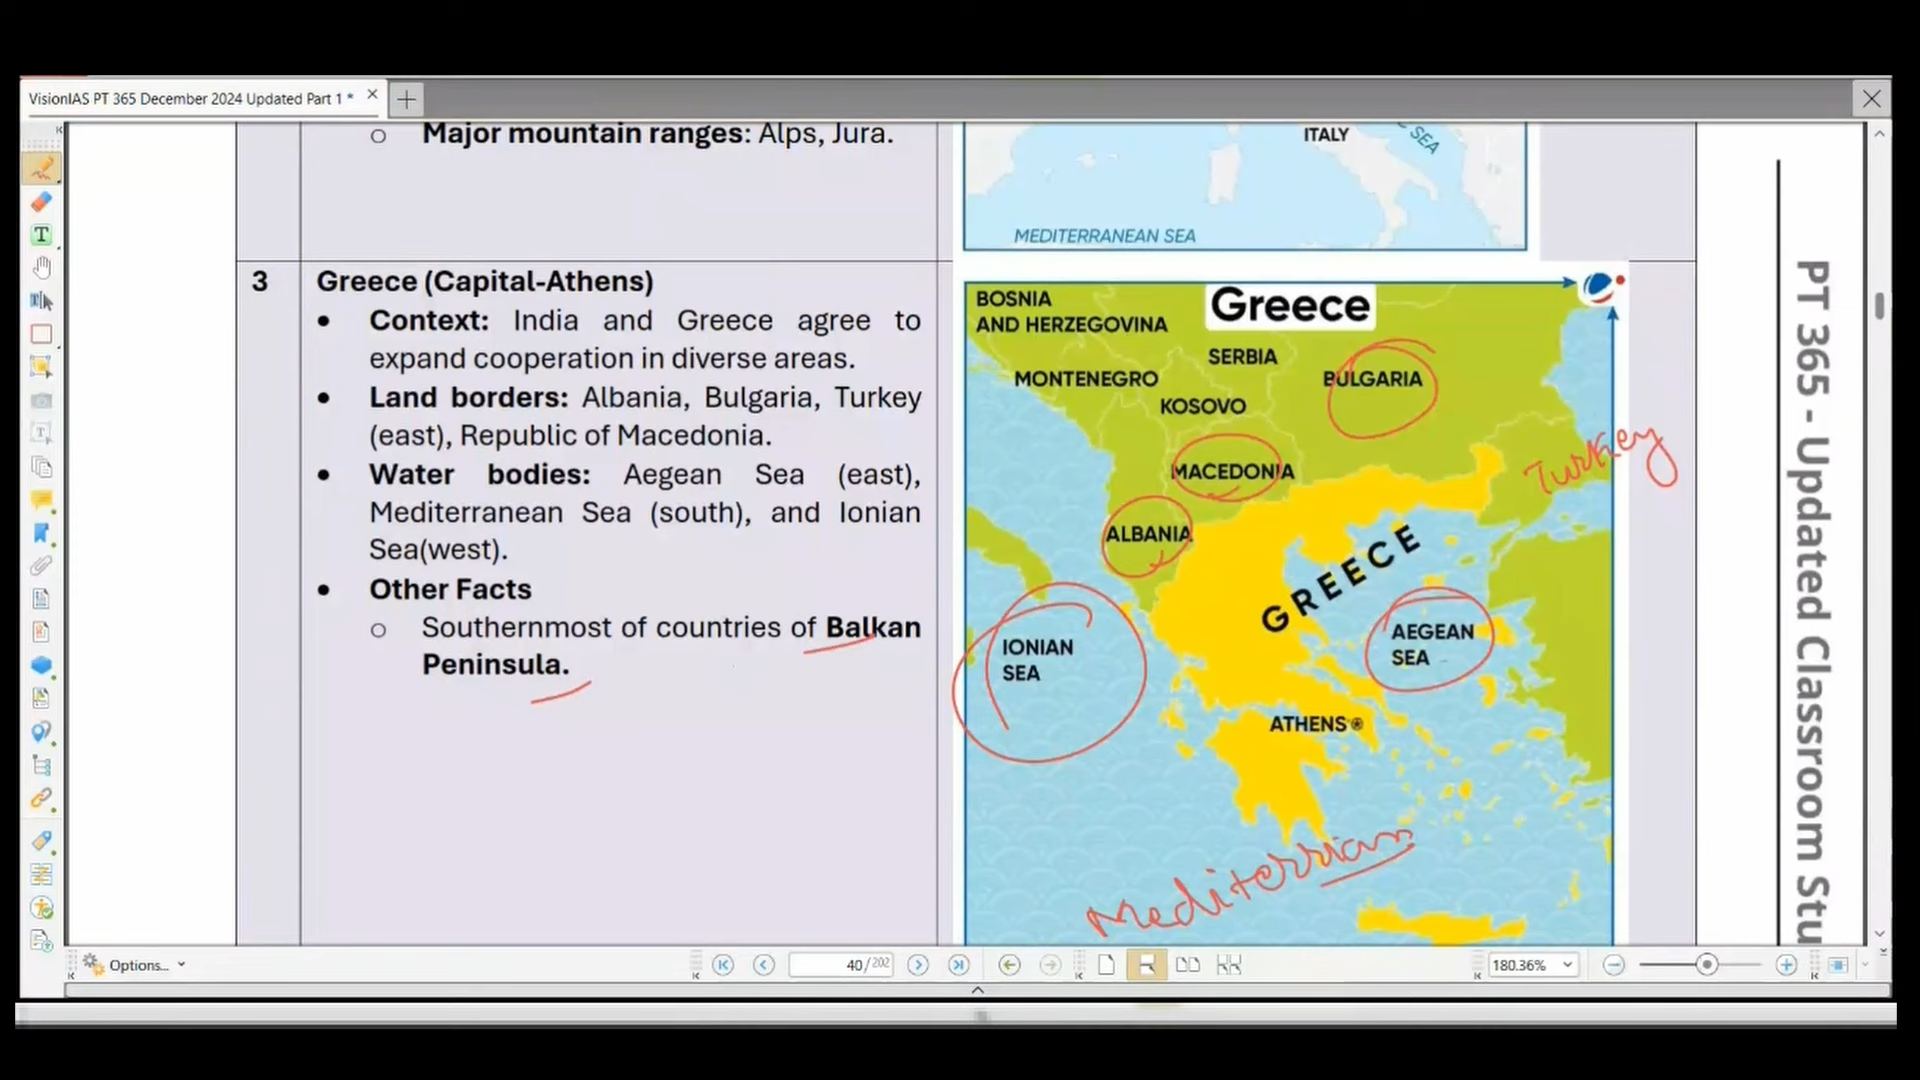 VisionIAS PT 365 December 2024 Updated Part 1 *
Major mountain ranges: Alps, Jura.
ITALY
C SEA
MEDITERRANEAN SEA
3
Greece (Capital-Athens)
Context: India and Greece agree to
expand cooperation in diverse areas.
Land borders: Albania, Bulgaria, Turkey
(east), Republic of Macedonia.
Water bodies: Aegean Sea (east),
Mediterranean Sea (south), and Ionian
Sea(west).
Other Facts
Southernmost of countries of Balkan
Peninsula.
Greece
BOSNIA
AND HERZEGOVINA
SERBIA
MONTENEGRO
BULGARIA
KOSOVO
Turkey
MACEDONIA
ALBANIA
GREECE
IONIAN
SEA
AEGEAN
SEA
ATHENS
Mediterrian
PT 365 - Updated Classroom Stu
Options...
40 / 202
180.36%